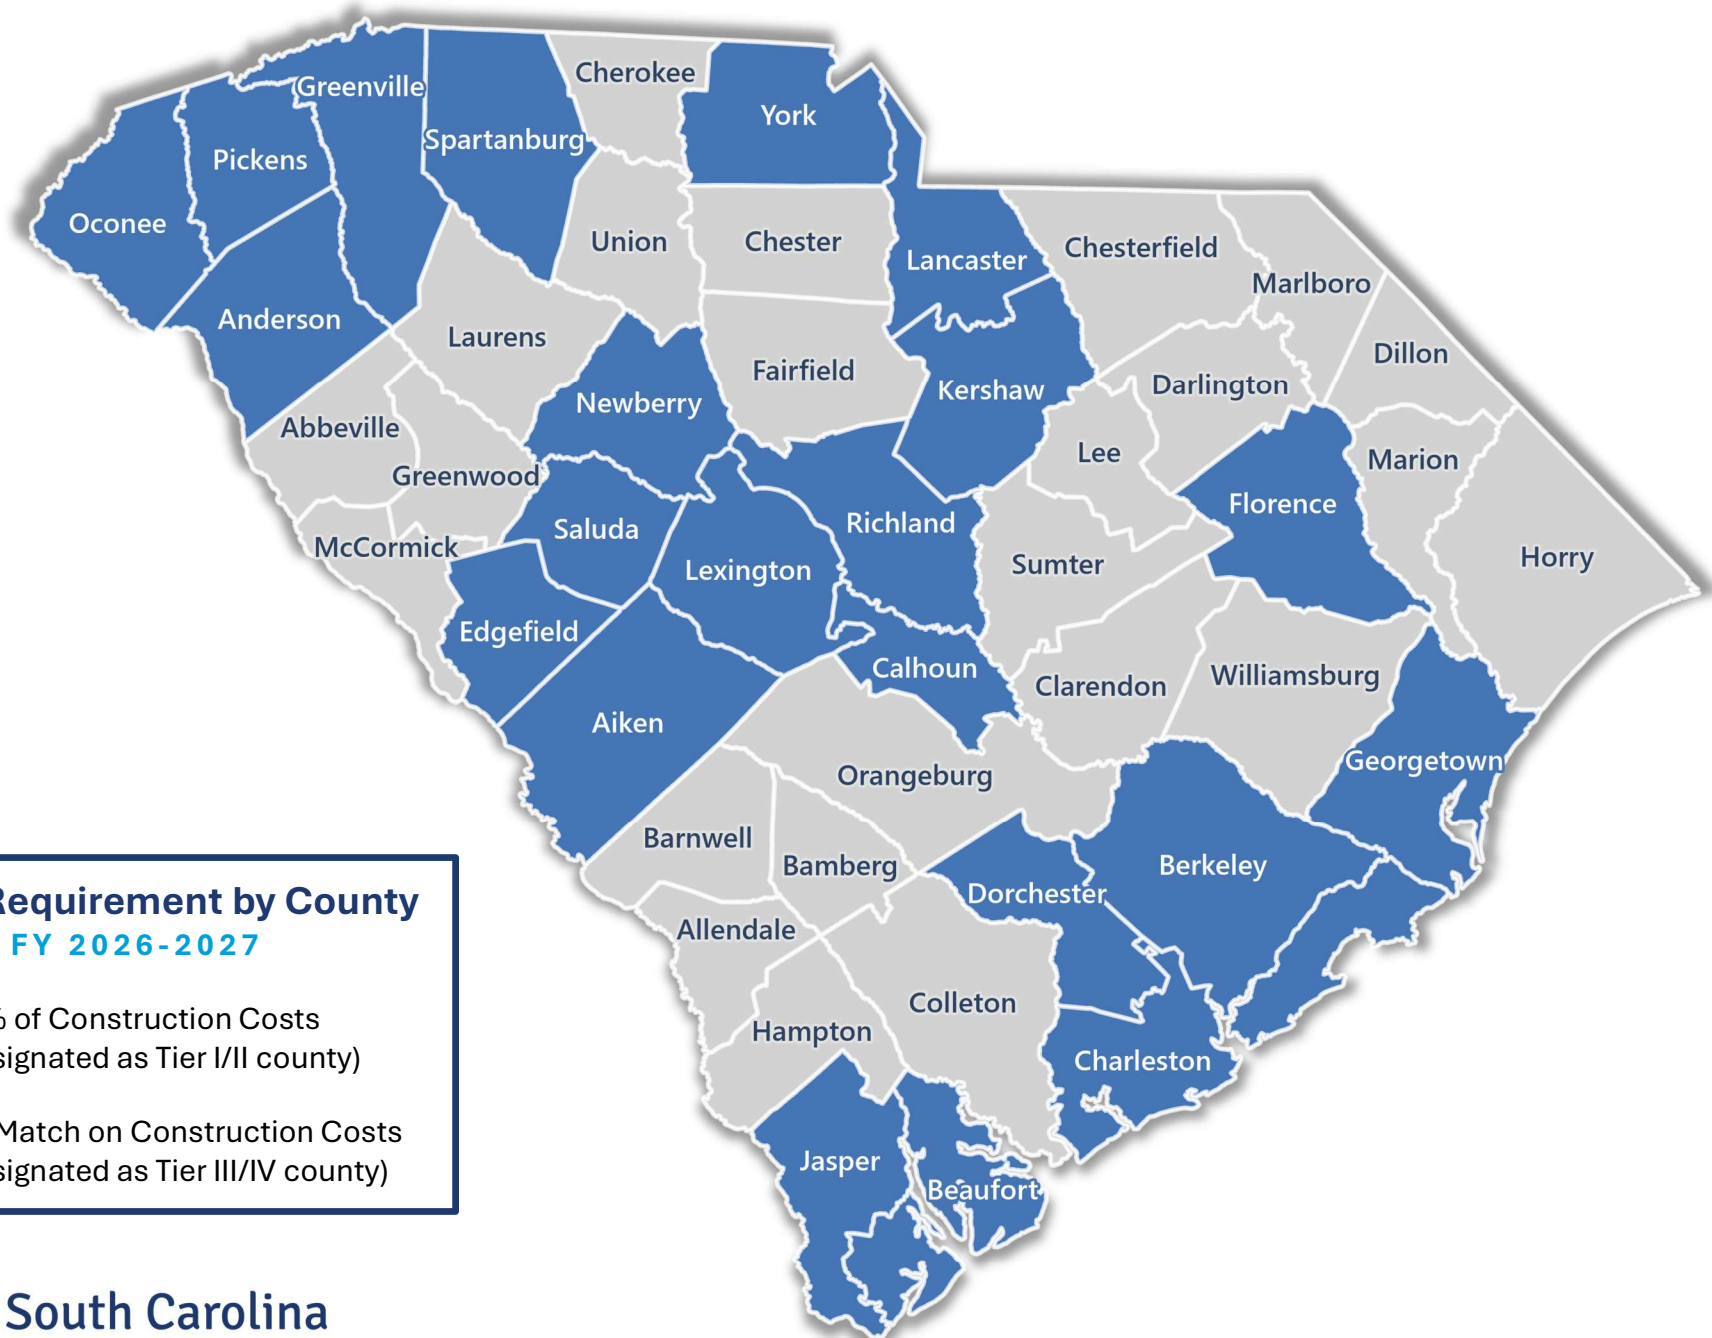 Cherokee
Greenville
York
Spartanburg
Pickens
Oconee
Union
Chester
Chesterfield
Lancaster
Marlboro
Anderson
Laurens
Dillon
Fairfield
Darlington
Kershaw
Newberry
Abbeville
Lee
Marion
Greenwood
Florence
Richland
Saluda
McCormick
Horry
Sumter
Lexington
Edgefield
Calhoun
Williamsburg
Clarendon
Aiken
Georgetown
Orangeburg
Barnwell
Bamberg
Berkeley
Dorchester
Allendale
Colleton
Hampton
Charleston
Jasper
Beaufort
Requirement by County
FY 2026-2027
% of Construction Costs
signated as Tier I/II county)
Match on Construction Costs
signated as Tier III/IV county)
South Carolina